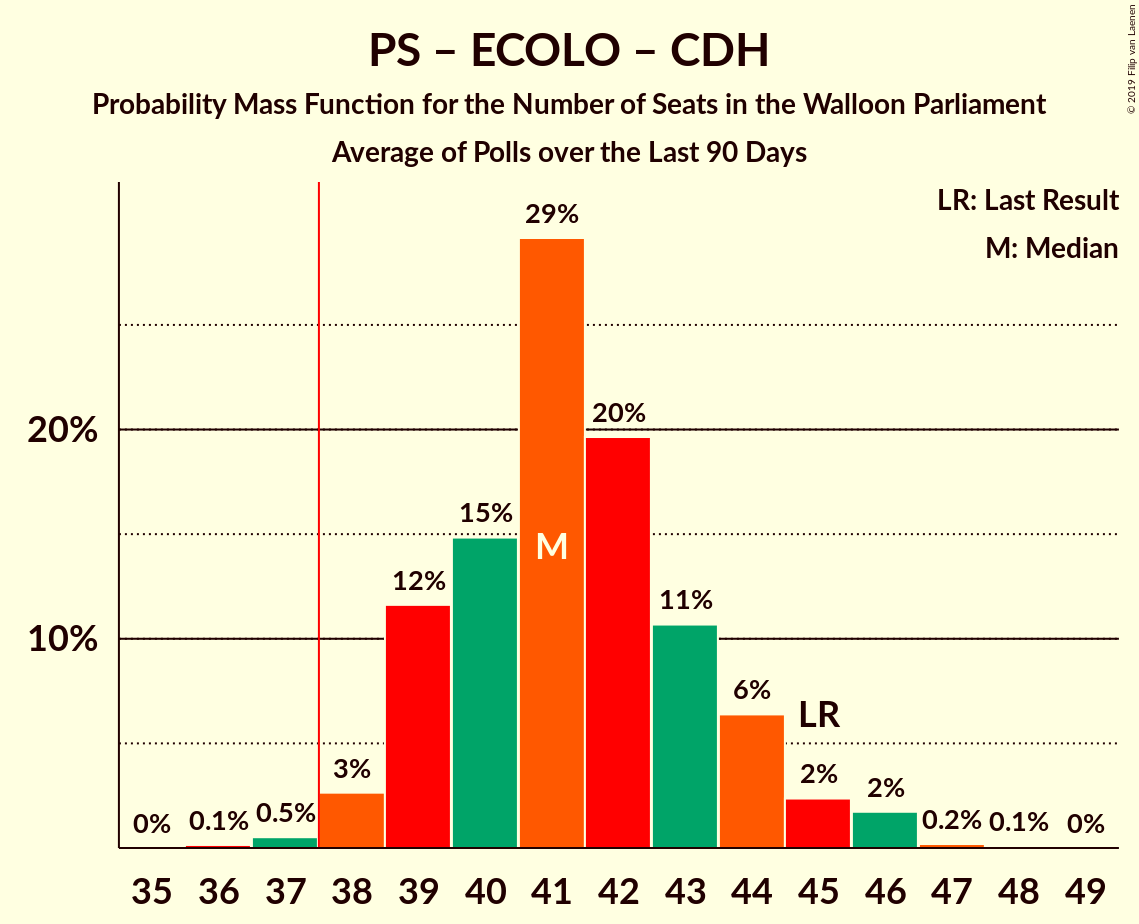 PS – ECOLO – CDH
Probability Mass Function for the Number of Seats in the Walloon Parliament
Average of Polls over the Last 90 Days
© 2019 Filip van Laenen
LR: Last Result
M: Median
20%
10%
0%
0.1%
0.5%
3%
12%
15%
29%
20%
11%
6%
2%
2%
0.2%
0.1%
0%
M
LR
35 36 37 38 39 40 41 42 43 44 45 46 47 48 49